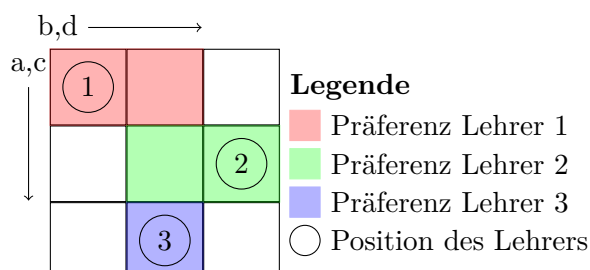 b,d
a,c
1
2
3
Legende
Präferenz Lehrer 1
Präferenz Lehrer 2
Präferenz Lehrer 3
Position des Lehrers